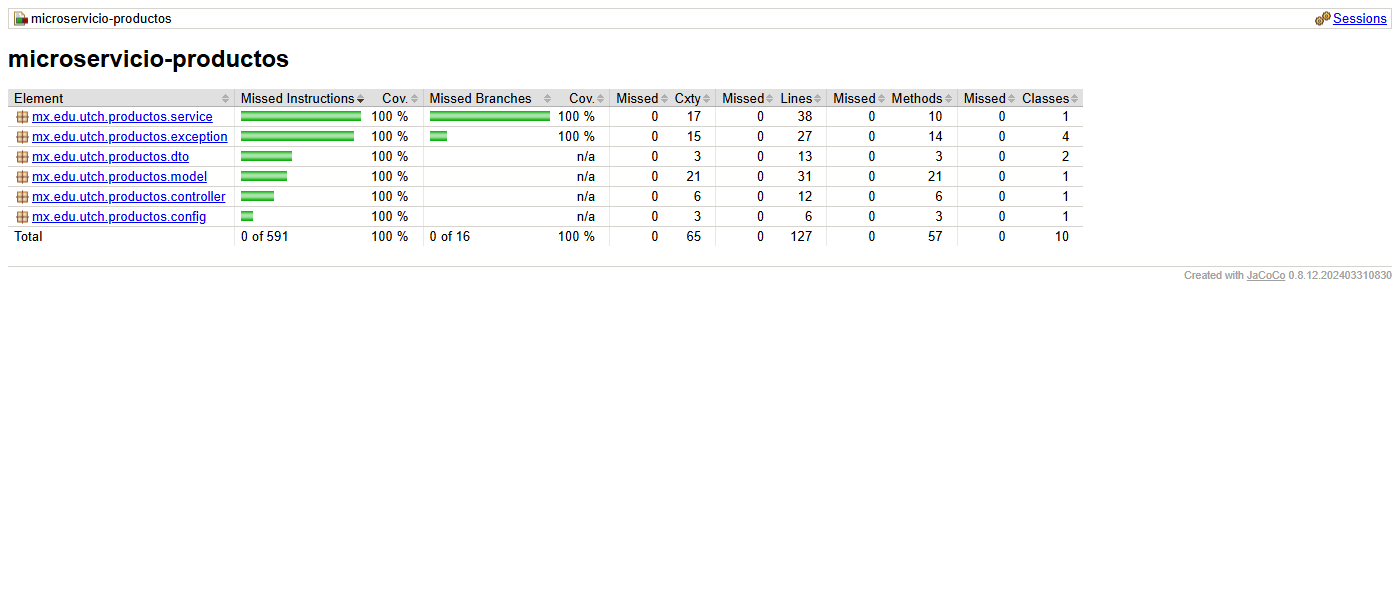 microservicio-productos Sessions
microservicio-productos
Element Missed Instructions Cov. Missed Branches Cov. Missed Cxty Missed Lines Missed Methods Missed Classes
mx.edu.utch.productos.service 100 % 100 % 0 17 0 38 0 10 0 1
mx.edu.utch.productos.exception 100 % 100 % 0 15 0 27 0 14 0 4
mx.edu.utch.productos.dto 100 % n/a 0 3 0 13 0 3 0 2
mx.edu.utch.productos.model 100 % n/a 0 21 0 31 0 21 0 1
mx.edu.utch.productos.controller 100 % n/a 0 6 0 12 0 6 0 1
mx.edu.utch.productos.config 100 % n/a 0 3 0 6 0 3 0 1
Total 0 of 591 100 % 0 of 16 100 % 0 65 0 127 0 57 0 10
Created with JaCoCo 0.8.12.202403310830